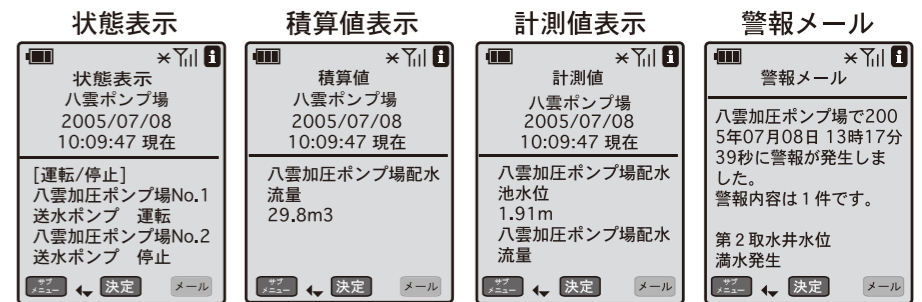 状態表示
状態表示
八雲ポンプ場
2005/07/08
10:09:47 現在
[運転/停止]
八雲加圧ポンプ場No.1
送水ポンプ 運転
八雲加圧ポンプ場No.2
送水ポンプ 停止
サブ
メニュー
決定
メール
積算値表示
積算値
八雲ポンプ場
2005/07/08
10:09:47 現在
八雲加圧ポンプ場配水
流量
29.8m3
サブ
メニュー
決定
メール
計測値表示
計測値
八雲ポンプ場
2005/07/08
10:09:47 現在
八雲加圧ポンプ場配水
池水位
1.91m
八雲加圧ポンプ場配水
流量
サブ
メニュー
決定
メール
警報メール
警報メール
八雲加圧ポンプ場で200
5年07月08日 13時17分
39秒に警報が発生しま
した。
警報内容は1件です。
第2取水井水位
満水発生
サブ
メニュー
決定
メール